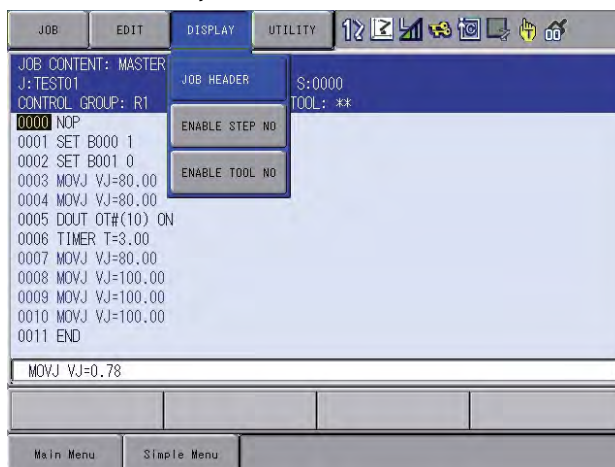 JOB EDIT DISPLAY UTILITY
JOB CONTENT: MASTER
J:TEST01 S:0000
CONTROL GROUP: R1 TOOL: **
JOB HEADER
ENABLE STEP NO
ENABLE TOOL NO
0000 NOP
0001 SET B000 1
0002 SET B001 0
0003 MOVJ VJ=80.00
0004 MOVJ VJ=80.00
0005 DOUT OT#(10) ON
0006 TIMER T=3.00
0007 MOVJ VJ=80.00
0008 MOVJ VJ=100.00
0009 MOVJ VJ=100.00
0010 MOVJ VJ=100.00
0011 END
MOVJ VJ=0.78
Main Menu Simple Menu